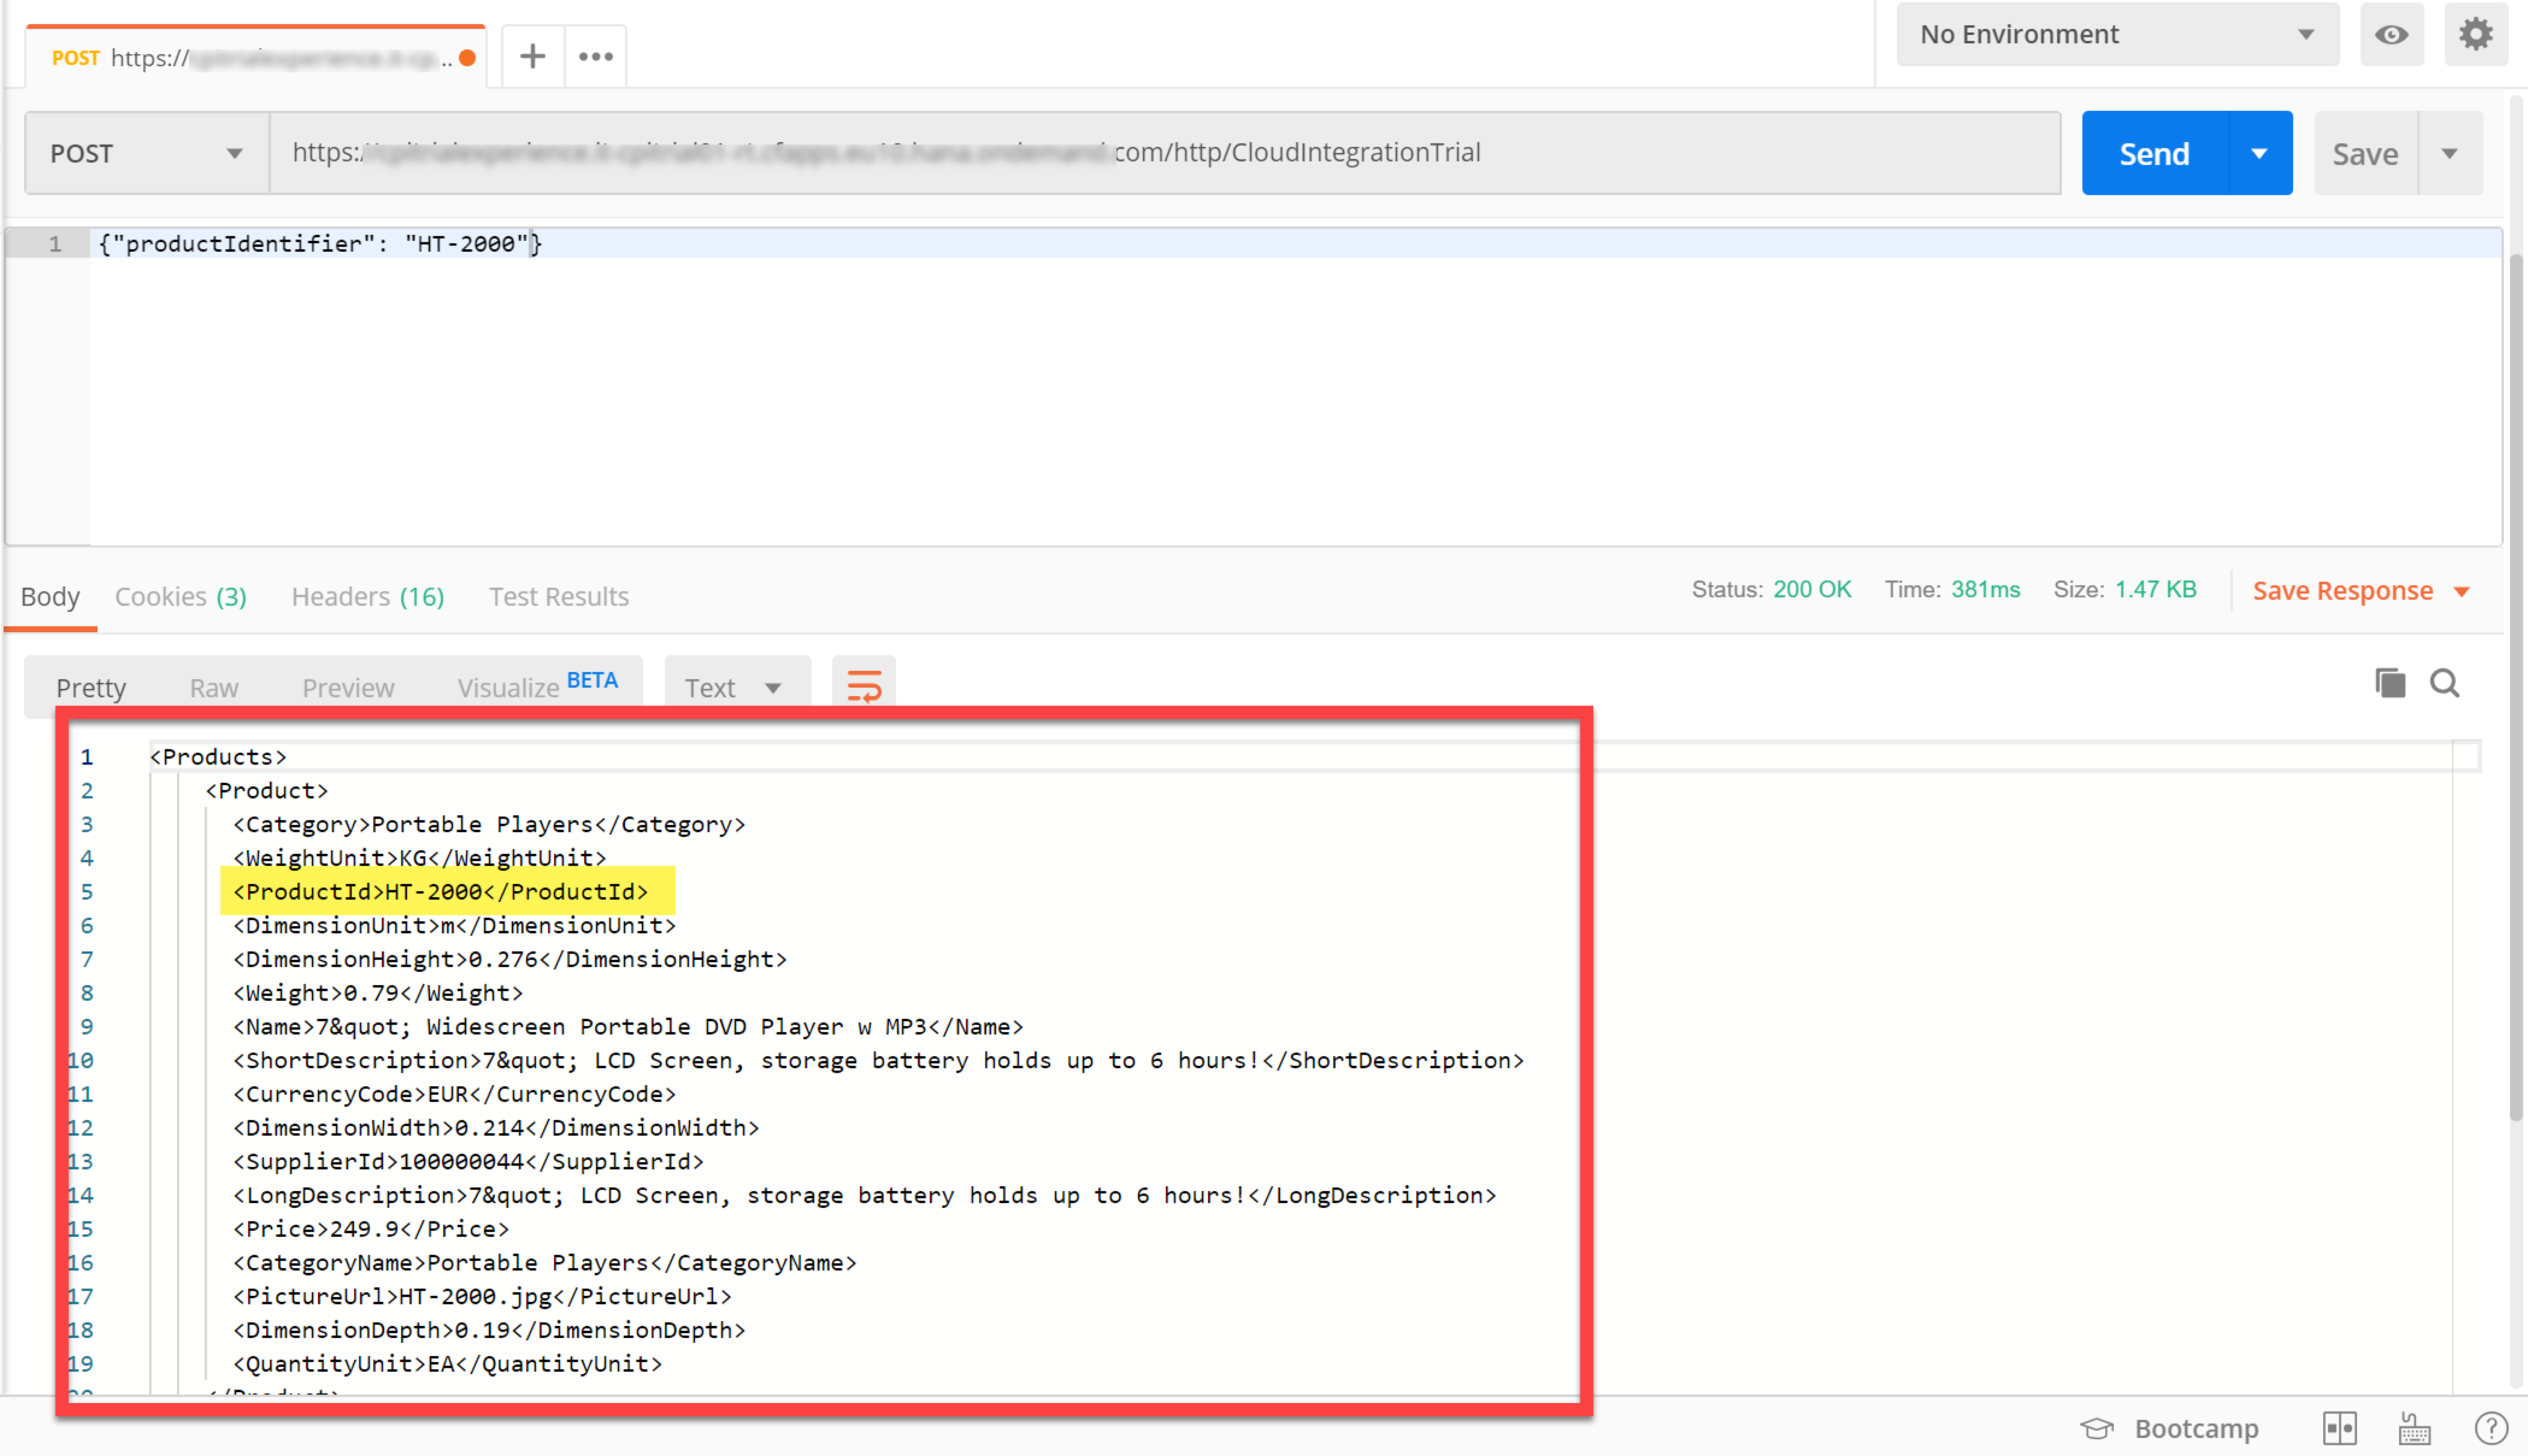 POST https:// ..
No Environment
POST
https:/ com/http/CloudIntegrationTrial
Send
Save
1 {"productIdentifier": "HT-2000"}
Body Cookies (3) Headers (16) Test Results
Status: 200 OK Time: 381ms Size: 1.47 KB Save Response
Pretty Raw Preview Visualize BETA Text
1 <Products>
2 <Product>
3 <Category>Portable Players</Category>
4 <WeightUnit>KG</WeightUnit>
5 <ProductId>HT-2000</ProductId>
6 <DimensionUnit>m</DimensionUnit>
7 <DimensionHeight>0.276</DimensionHeight>
8 <Weight>0.79</Weight>
9 <Name>7&quot; Widescreen Portable DVD Player w MP3</Name>
10 <ShortDescription>7&quot; LCD Screen, storage battery holds up to 6 hours!</ShortDescription>
11 <CurrencyCode>EUR</CurrencyCode>
12 <DimensionWidth>0.214</DimensionWidth>
13 <SupplierId>100000044</SupplierId>
14 <LongDescription>7&quot; LCD Screen, storage battery holds up to 6 hours!</LongDescription>
15 <Price>249.9</Price>
16 <CategoryName>Portable Players</CategoryName>
17 <PictureUrl>HT-2000.jpg</PictureUrl>
18 <DimensionDepth>0.19</DimensionDepth>
19 <QuantityUnit>EA</QuantityUnit>
20 </Product>
Bootcamp